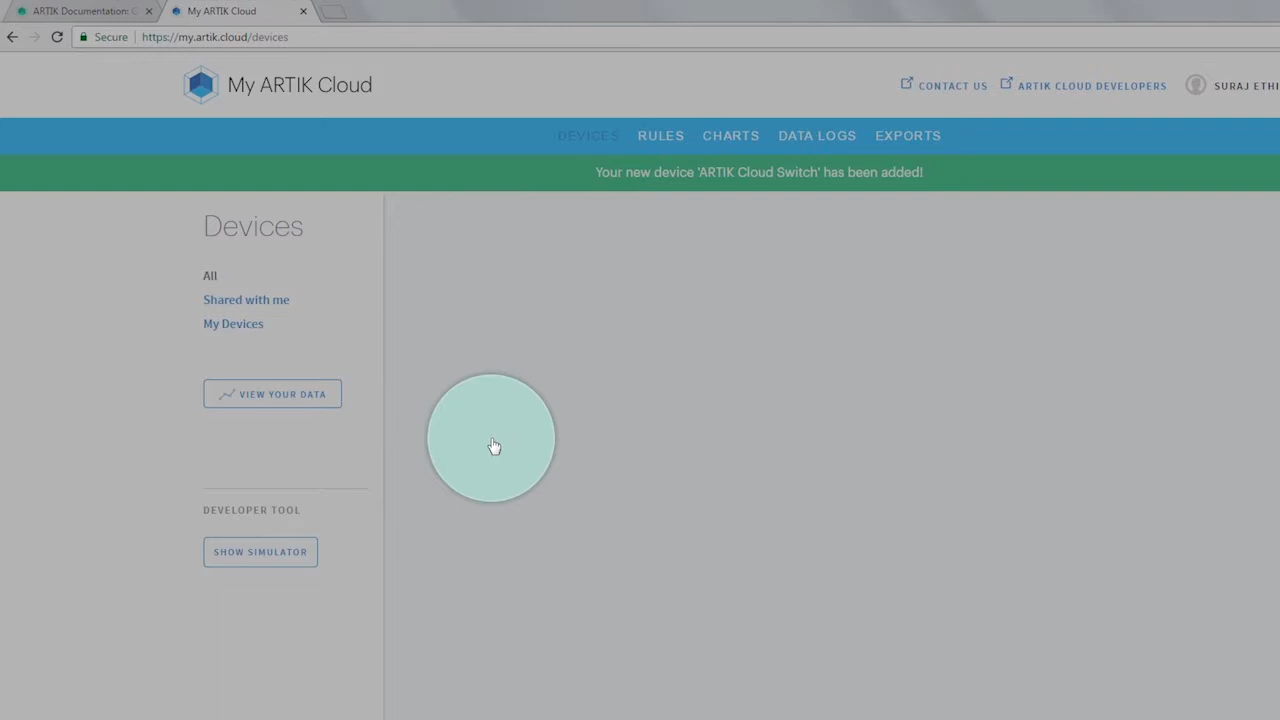 ARTIK Documentation:
My ARTIK Cloud
Secure
https://my.artik.cloud/devices
My ARTIK Cloud
CONTACT US
ARTIK CLOUD DEVELOPERS
SURAJ ETHI
DEVICES
RULES
CHARTS
DATA LOGS
EXPORTS
Your new device 'ARTIK Cloud Switch' has been added!
Devices
All
Shared with me
My Devices
VIEW YOUR DATA
DEVELOPER TOOL
SHOW SIMULATOR